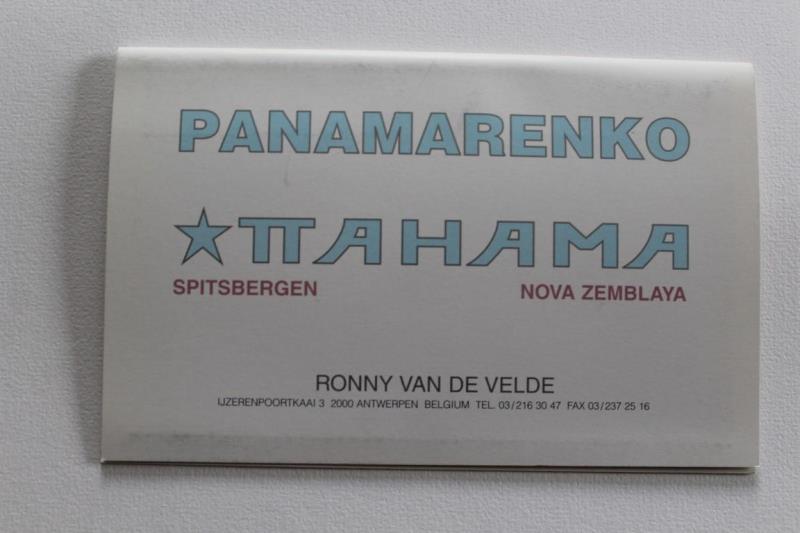 PANAMARENKO
★ПАНАМА
SPITSBERGEN NOVA ZEMBLAYA
RONNY VAN DE VELDE
IJZERENPOORTKAAI 3 2000 ANTWERPEN BELGIUM TEL. 03/216 30 47 FAX 03/237 25 16